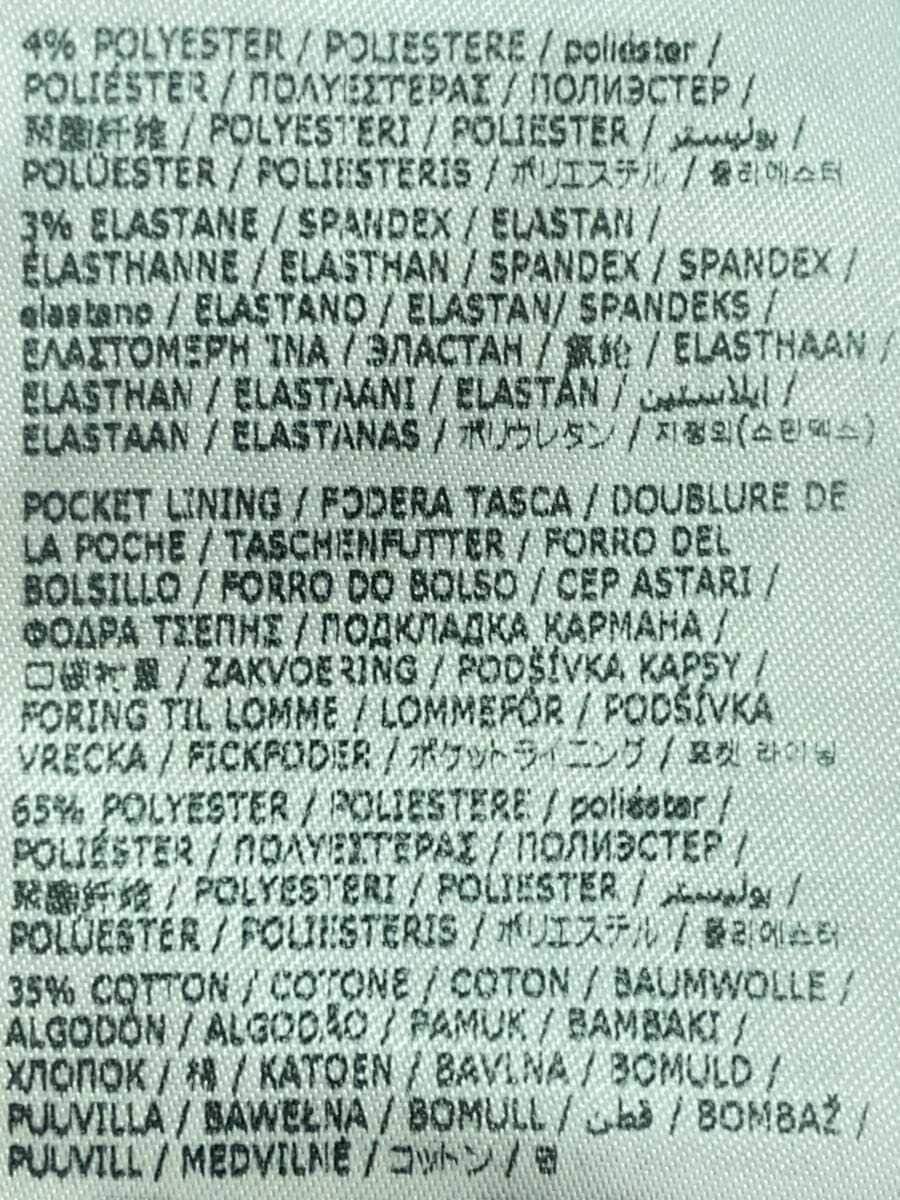 4% POLYESTER / POLIESTERE / poliéster /
POLIÉSTER / ΠΟΛΥΕΣΤΕΡΑΣ / ПОЛИЭСТЕР /
聚酯纤维 / POLYESTERI / POLIESTER / بوليستر /
POLÜESTER / POLIESTERIS / ポリエステル / 폴리에스터
3% ELASTANE / SPANDEX / ELASTAN /
ÉLASTHANNE / ELASTHAN / SPANDEX / SPANDEX /
elastano / ELASTANO / ELASTAN/ SPANDEKS /
ΕΛΑΣΤΟΜΕΡΗ ΊΝΑ / ЭЛАСТАН / 氨纶 / ELASTHAAN /
ELASTHAN / ELASTAANI / ELASTÁN / ايلاستين /
ELASTAAN / ELASTANAS / ポリウレタン / 폴리우레탄(스판덱스)
POCKET LINING / FODERA TASCA / DOUBLURE DE
LA POCHE / TASCHENFUTTER / FORRO DEL
BOLSILLO / FORRO DO BOLSO / CEP ASTARI /
ΦΟΔΡΑ ΤΣΕΠΗΣ / ПОДКЛАДКА КАРМАНА /
口袋衬里 / ZAKVOERING / PODŠÍVKA KAPSY /
FORING TIL LOMME / LOMMEFÔR / PODŠÍVKA
VRECKA / FICKFODER / ポケットライニング / 포켓 라이닝
65% POLYESTER / POLIESTERE / poliéster /
POLIÉSTER / ΠΟΛΥΕΣΤΕΡΑΣ / ПОЛИЭСТЕР /
聚酯纤维 / POLYESTERI / POLIESTER / بوليستر /
POLÜESTER / POLIESTERIS / ポリエステル / 폴리에스터
35% COTTON / COTONE / COTON / BAUMWOLLE /
ALGODÓN / ALGODÃO / PAMUK / ΒΑΜΒΑΚΙ /
ХЛОПОК / 棉 / KATOEN / BAVLNA / BOMULD /
PUUVILLA / BAWEŁNA / BOMULL / قطن / BOMBAŽ /
PUUVILL / MEDVILNĖ / コットン / 면